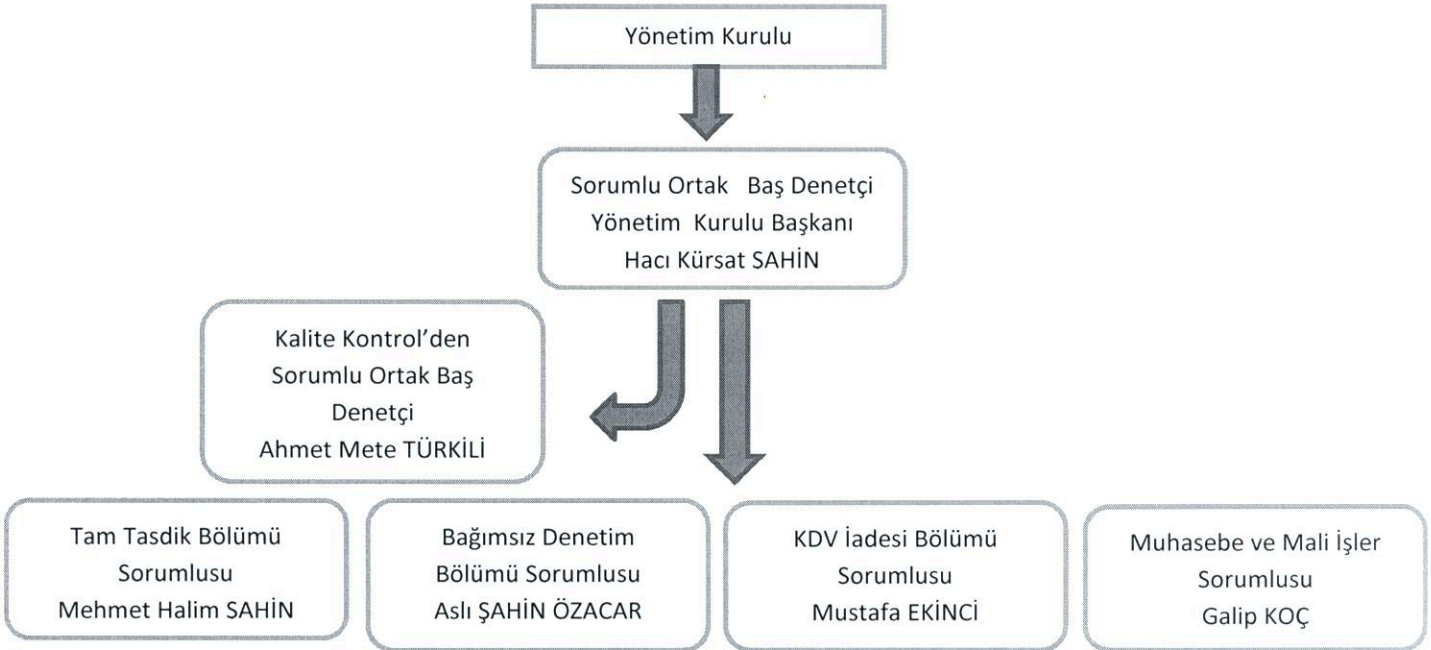 Yönetim Kurulu
Sorumlu Ortak Baş Denetçi
Yönetim Kurulu Başkanı
Hacı Kürsat SAHİN
Kalite Kontrol’den
Sorumlu Ortak Baş
Denetçi
Ahmet Mete TÜRKİLİ
Tam Tasdik Bölümü
Sorumlusu
Mehmet Halim SAHİN
Bağımsız Denetim
Bölümü Sorumlusu
Aslı ŞAHİN ÖZACAR
KDV İadesi Bölümü
Sorumlusu
Mustafa EKİNCİ
Muhasebe ve Mali İşler
Sorumlusu
Galip KOÇ